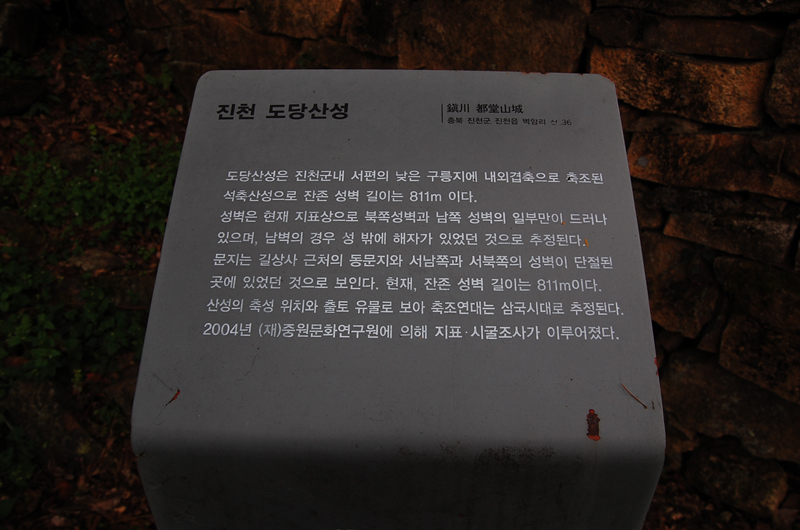 진천 도당산성
鎭川 都堂山城
충북 진천군 진천읍 벽암리 산 36
도당산성은 진천군내 서편의 낮은 구릉지에 내외겹축으로 축조된
석축산성으로 잔존 성벽 길이는 811m 이다.
성벽은 현재 지표상으로 북쪽성벽과 남쪽 성벽의 일부만이 드러나
있으며, 남벽의 경우 성 밖에 해자가 있었던 것으로 추정된다.
문지는 길상사 근처의 동문지와 서남쪽과 서북쪽의 성벽이 단절된
곳에 있었던 것으로 보인다. 현재, 잔존 성벽 길이는 811m이다.
산성의 축성 위치와 출토 유물로 보아 축조연대는 삼국시대로 추정된다.
2004년 (재)중원문화연구원에 의해 지표·시굴조사가 이루어졌다.